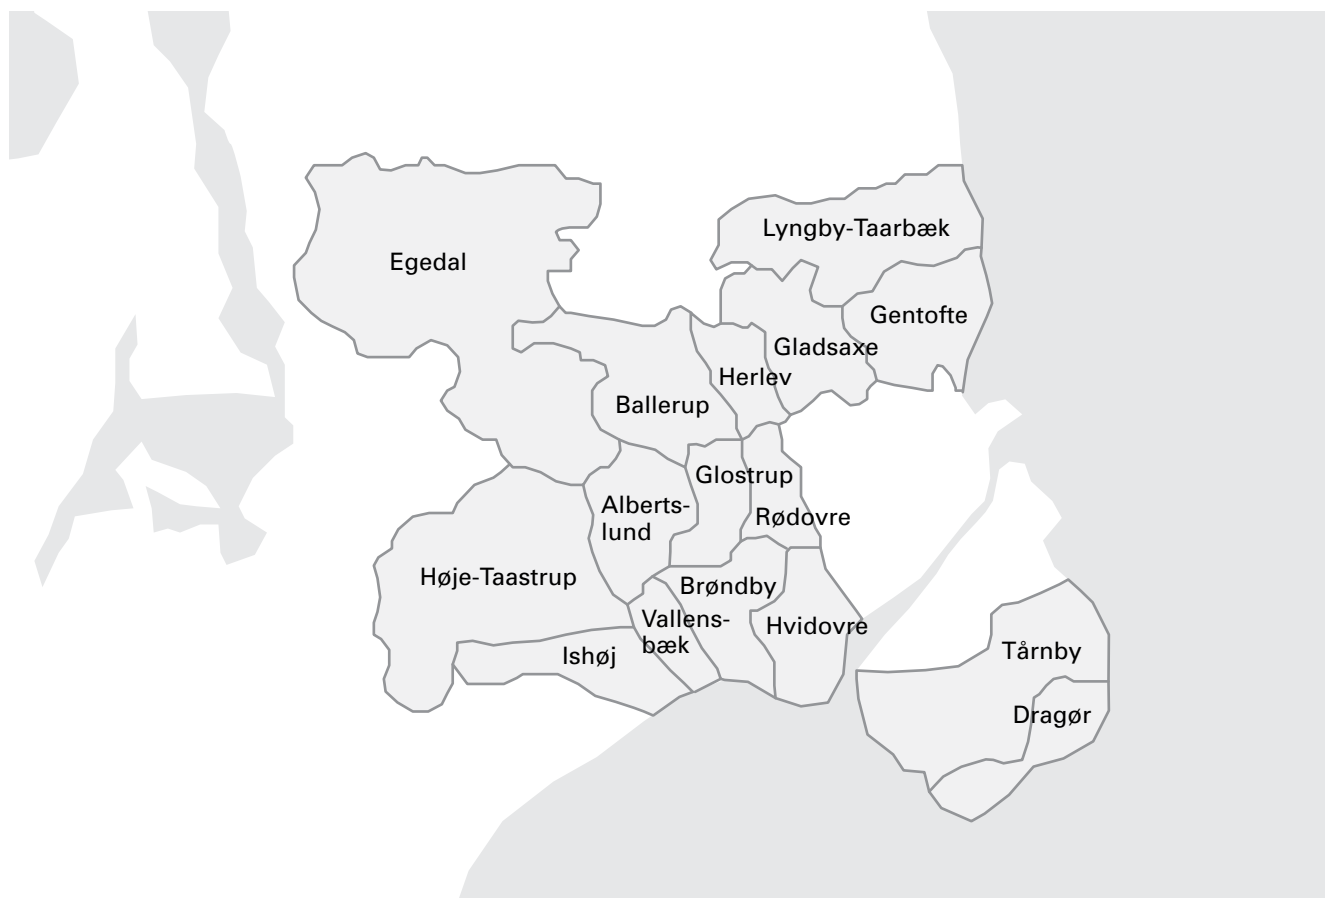 Lyngby-Taarbæk
Egedal
Gentofte
Gladsaxe
Herlev
Ballerup
Glostrup
Alberts-
lund
Rødovre
Høje-Taastrup
Brøndby
Vallens-
bæk
Hvidovre
Ishøj
Tårnby
Dragør